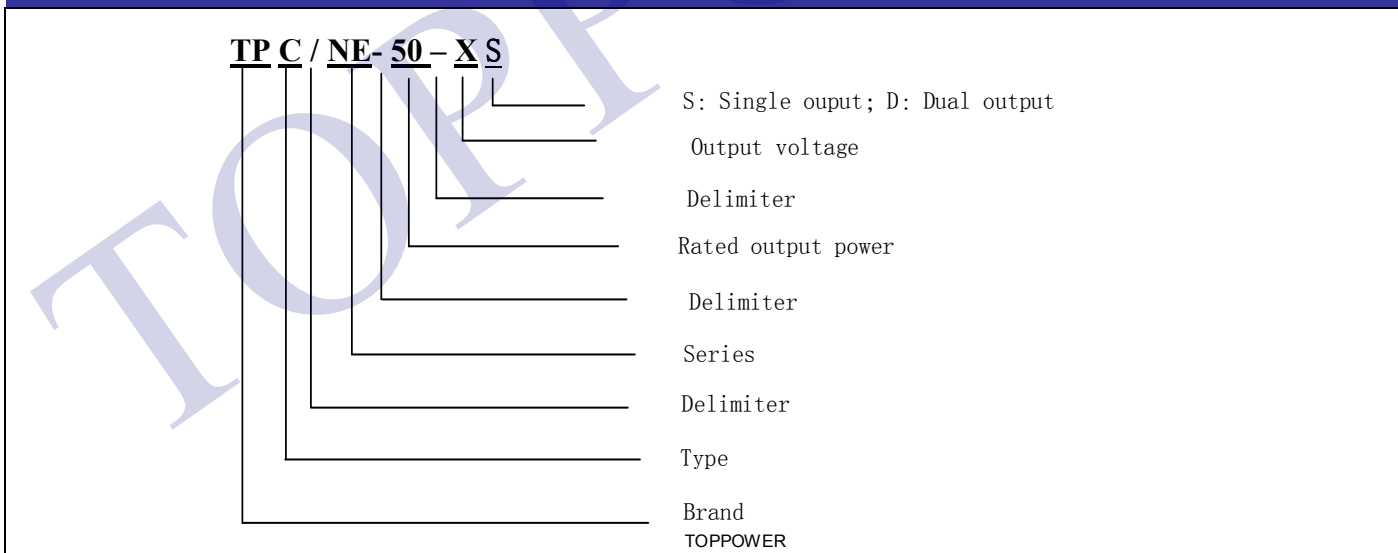 TP C / NE- 50 – X S
S: Single ouput; D: Dual output
Output voltage
Delimiter
Rated output power
Delimiter
Series
Delimiter
Type
Brand
TOPPOWER